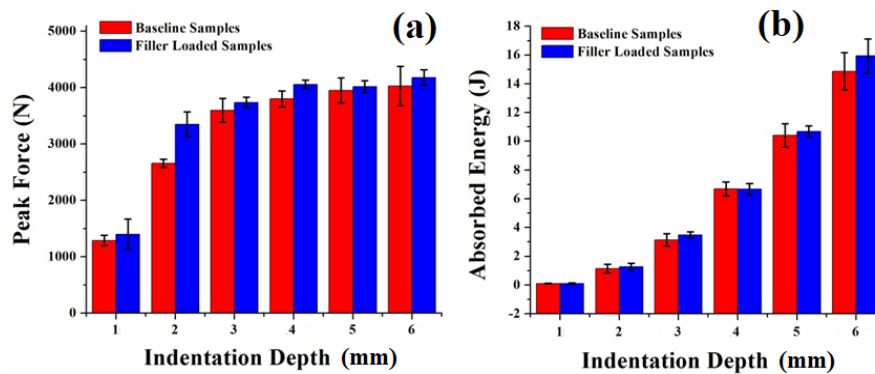 (a)
Baseline Samples
Filler Loaded Samples
Peak Force (N)
5000
4000
3000
2000
1000
0
1 2 3 4 5 6
Indentation Depth (mm)
(b)
Baseline Samples
Filler Loaded Samples
Absorbed Energy (J)
18
16
14
12
10
8
6
4
2
0
-2
1 2 3 4 5 6
Indentation Depth (mm)